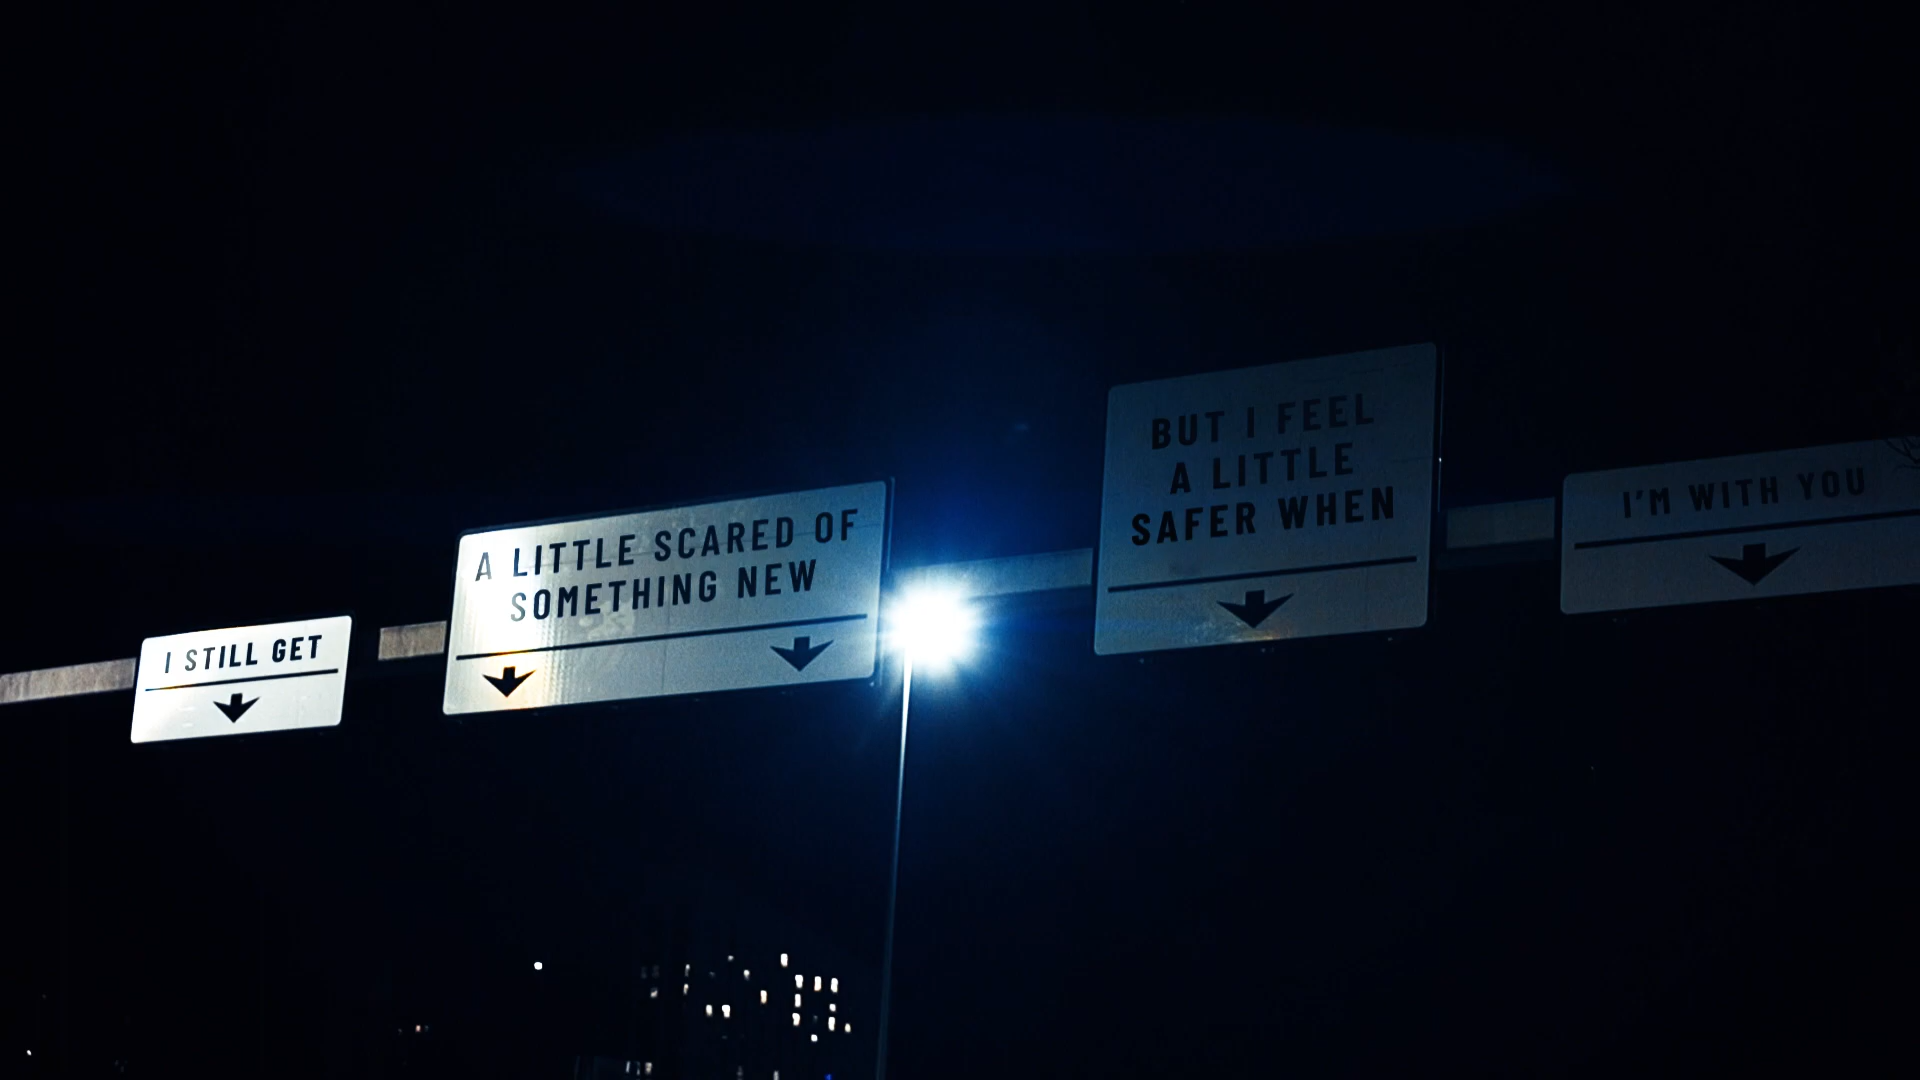 I STILL GET
A LITTLE SCARED OF
SOMETHING NEW
BUT I FEEL
A LITTLE
SAFER WHEN
I'M WITH YOU